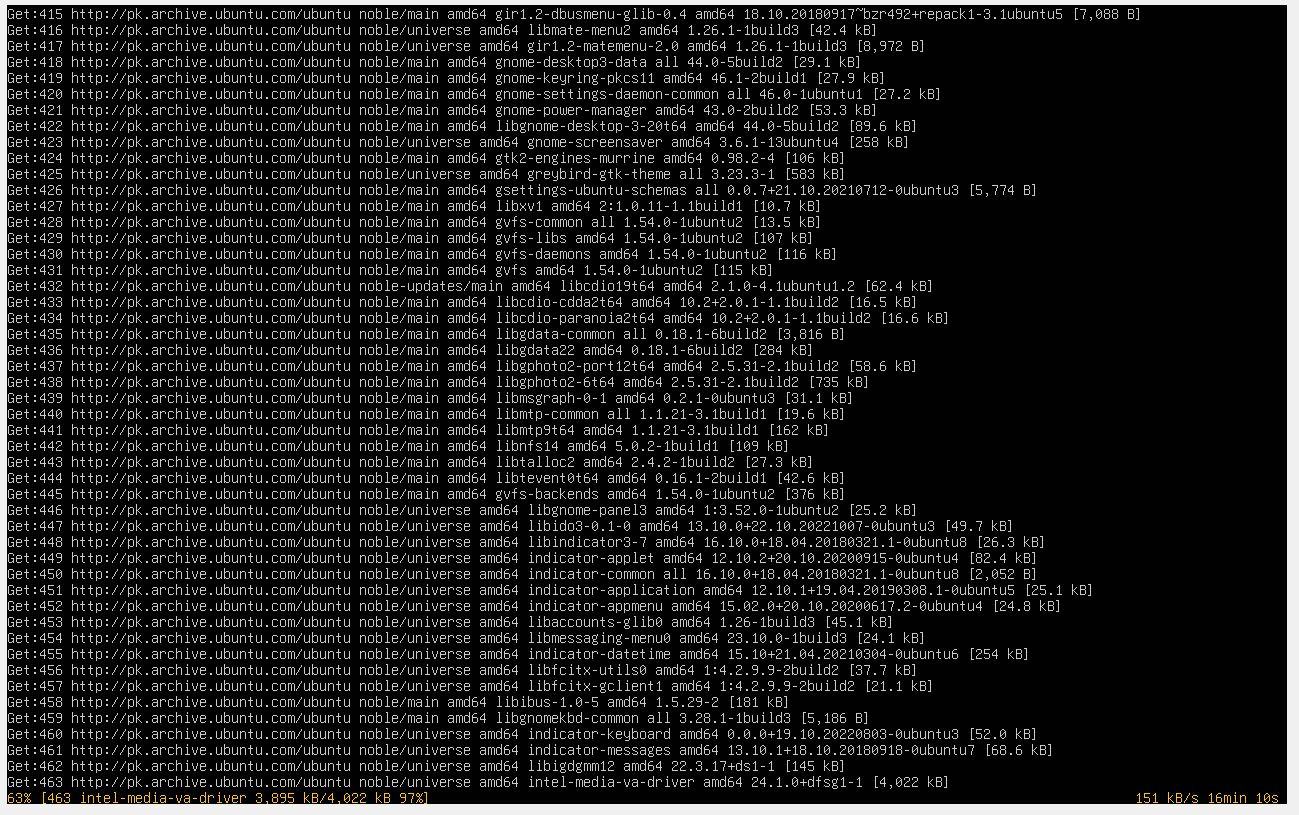 Get:415 http://pk.archive.ubuntu.com/ubuntu noble/main amd64 gir1.2-dbusmenu-glib-0.4 amd64 18.10.20180917~bzr492+repack1-3.1ubuntu5 [7,088 B]
Get:416 http://pk.archive.ubuntu.com/ubuntu noble/universe amd64 libmate-menu2 amd64 1.26.1-1build3 [42.4 kB]
Get:417 http://pk.archive.ubuntu.com/ubuntu noble/universe amd64 gir1.2-matemenu-2.0 amd64 1.26.1-1build3 [8,972 B]
Get:418 http://pk.archive.ubuntu.com/ubuntu noble/main amd64 gnome-desktop3-data all 44.0-5build2 [29.1 kB]
Get:419 http://pk.archive.ubuntu.com/ubuntu noble/main amd64 gnome-keyring-pkcs11 amd64 46.1-2build1 [27.9 kB]
Get:420 http://pk.archive.ubuntu.com/ubuntu noble/main amd64 gnome-settings-daemon-common all 46.0-1ubuntu1 [27.2 kB]
Get:421 http://pk.archive.ubuntu.com/ubuntu noble/main amd64 gnome-power-manager amd64 43.0-2build2 [53.3 kB]
Get:422 http://pk.archive.ubuntu.com/ubuntu noble/main amd64 libgnome-desktop-3-20t64 amd64 44.0-5build2 [89.6 kB]
Get:423 http://pk.archive.ubuntu.com/ubuntu noble/universe amd64 gnome-screensaver amd64 3.6.1-13ubuntu4 [258 kB]
Get:424 http://pk.archive.ubuntu.com/ubuntu noble/main amd64 gtk2-engines-murrine amd64 0.98.2-4 [106 kB]
Get:425 http://pk.archive.ubuntu.com/ubuntu noble/universe amd64 greybird-gtk-theme all 3.23.3-1 [583 kB]
Get:426 http://pk.archive.ubuntu.com/ubuntu noble/main amd64 gsettings-ubuntu-schemas all 0.0.7+21.10.20210712-0ubuntu3 [5,774 B]
Get:427 http://pk.archive.ubuntu.com/ubuntu noble/main amd64 libxv1 amd64 2:1.0.11-1.1build1 [10.7 kB]
Get:428 http://pk.archive.ubuntu.com/ubuntu noble/main amd64 gvfs-common all 1.54.0-1ubuntu2 [13.5 kB]
Get:429 http://pk.archive.ubuntu.com/ubuntu noble/main amd64 gvfs-libs amd64 1.54.0-1ubuntu2 [107 kB]
Get:430 http://pk.archive.ubuntu.com/ubuntu noble/main amd64 gvfs-daemons amd64 1.54.0-1ubuntu2 [116 kB]
Get:431 http://pk.archive.ubuntu.com/ubuntu noble/main amd64 gvfs amd64 1.54.0-1ubuntu2 [115 kB]
Get:432 http://pk.archive.ubuntu.com/ubuntu noble-updates/main amd64 libcdio19t64 amd64 2.1.0-4.1ubuntu1.2 [62.4 kB]
Get:433 http://pk.archive.ubuntu.com/ubuntu noble/main amd64 libcdio-cdda2t64 amd64 10.2+2.0.1-1.1build2 [16.5 kB]
Get:434 http://pk.archive.ubuntu.com/ubuntu noble/main amd64 libcdio-paranoia2t64 amd64 10.2+2.0.1-1.1build2 [16.6 kB]
Get:435 http://pk.archive.ubuntu.com/ubuntu noble/main amd64 libgdata-common all 0.18.1-6build2 [3,816 B]
Get:436 http://pk.archive.ubuntu.com/ubuntu noble/main amd64 libgdata22 amd64 0.18.1-6build2 [284 kB]
Get:437 http://pk.archive.ubuntu.com/ubuntu noble/main amd64 libgphoto2-port12t64 amd64 2.5.31-2.1build2 [58.6 kB]
Get:438 http://pk.archive.ubuntu.com/ubuntu noble/main amd64 libgphoto2-6t64 amd64 2.5.31-2.1build2 [735 kB]
Get:439 http://pk.archive.ubuntu.com/ubuntu noble/main amd64 libmsgraph-0-1 amd64 0.2.1-0ubuntu3 [31.1 kB]
Get:440 http://pk.archive.ubuntu.com/ubuntu noble/main amd64 libmtp-common all 1.1.21-3.1build1 [19.6 kB]
Get:441 http://pk.archive.ubuntu.com/ubuntu noble/main amd64 libmtp9t64 amd64 1.1.21-3.1build1 [162 kB]
Get:442 http://pk.archive.ubuntu.com/ubuntu noble/main amd64 libnfs14 amd64 5.0.2-1build1 [109 kB]
Get:443 http://pk.archive.ubuntu.com/ubuntu noble/main amd64 libtalloc2 amd64 2.4.2-1build2 [27.3 kB]
Get:444 http://pk.archive.ubuntu.com/ubuntu noble/main amd64 libtevent0t64 amd64 0.16.1-2build1 [42.6 kB]
Get:445 http://pk.archive.ubuntu.com/ubuntu noble/main amd64 gvfs-backends amd64 1.54.0-1ubuntu2 [376 kB]
Get:446 http://pk.archive.ubuntu.com/ubuntu noble/universe amd64 libgnome-panel3 amd64 1:3.52.0-1ubuntu2 [25.2 kB]
Get:447 http://pk.archive.ubuntu.com/ubuntu noble/universe amd64 libido3-0.1-0 amd64 13.10.0+22.10.20221007-0ubuntu3 [49.7 kB]
Get:448 http://pk.archive.ubuntu.com/ubuntu noble/universe amd64 libindicator3-7 amd64 16.10.0+18.04.20180321.1-0ubuntu8 [26.3 kB]
Get:449 http://pk.archive.ubuntu.com/ubuntu noble/universe amd64 indicator-applet amd64 12.10.2+20.10.20200915-0ubuntu4 [82.4 kB]
Get:450 http://pk.archive.ubuntu.com/ubuntu noble/universe amd64 indicator-common all 16.10.0+18.04.20180321.1-0ubuntu8 [2,052 B]
Get:451 http://pk.archive.ubuntu.com/ubuntu noble/universe amd64 indicator-application amd64 12.10.1+19.04.20190308.1-0ubuntu5 [25.1 kB]
Get:452 http://pk.archive.ubuntu.com/ubuntu noble/universe amd64 indicator-appmenu amd64 15.02.0+20.10.20200617.2-0ubuntu4 [24.8 kB]
Get:453 http://pk.archive.ubuntu.com/ubuntu noble/universe amd64 libaccounts-glib0 amd64 1.26-1build3 [45.1 kB]
Get:454 http://pk.archive.ubuntu.com/ubuntu noble/universe amd64 libmessaging-menu0 amd64 23.10.0-1build3 [24.1 kB]
Get:455 http://pk.archive.ubuntu.com/ubuntu noble/universe amd64 indicator-datetime amd64 15.10+21.04.20210304-0ubuntu6 [254 kB]
Get:456 http://pk.archive.ubuntu.com/ubuntu noble/universe amd64 libfcitx-utils0 amd64 1:4.2.9.9-2build2 [37.7 kB]
Get:457 http://pk.archive.ubuntu.com/ubuntu noble/universe amd64 libfcitx-gclient1 amd64 1:4.2.9.9-2build2 [21.1 kB]
Get:458 http://pk.archive.ubuntu.com/ubuntu noble/main amd64 libibus-1.0-5 amd64 1.5.29-2 [181 kB]
Get:459 http://pk.archive.ubuntu.com/ubuntu noble/main amd64 libgnomekbd-common all 3.28.1-1build3 [5,186 B]
Get:460 http://pk.archive.ubuntu.com/ubuntu noble/universe amd64 indicator-keyboard amd64 0.0.0+19.10.20220803-0ubuntu3 [52.0 kB]
Get:461 http://pk.archive.ubuntu.com/ubuntu noble/universe amd64 indicator-messages amd64 13.10.1+18.10.20180918-0ubuntu7 [68.6 kB]
Get:462 http://pk.archive.ubuntu.com/ubuntu noble/universe amd64 libigdgmm12 amd64 22.3.17+ds1-1 [145 kB]
Get:463 http://pk.archive.ubuntu.com/ubuntu noble/universe amd64 intel-media-va-driver amd64 24.1.0+dfsg1-1 [4,022 kB]
63% [463 intel-media-va-driver 3,895 kB/4,022 kB 97%] 151 kB/s 16min 10s